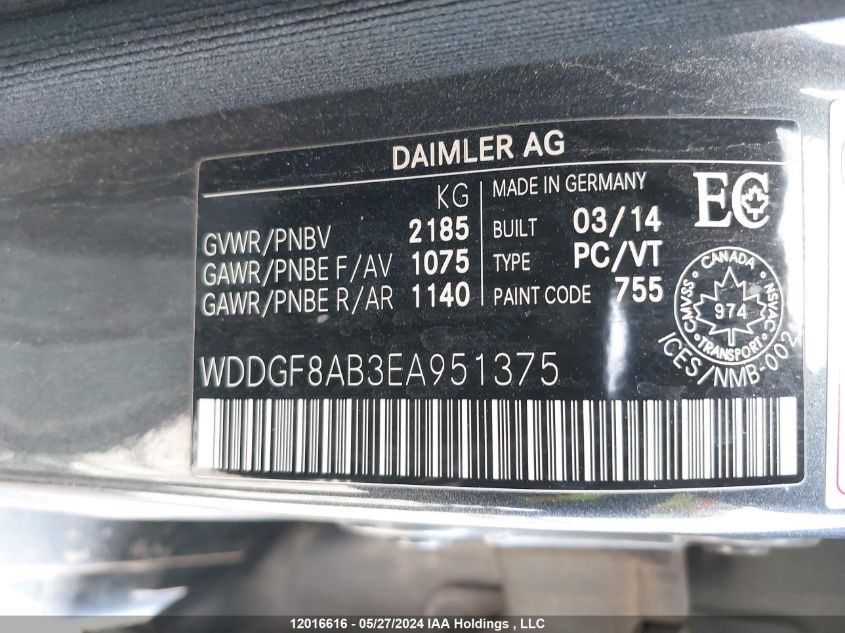 DAIMLER AG
KG
GVWR/PNBV 2185
GAWR/PNBE F/AV 1075
GAWR/PNBE R/AR 1140
MADE IN GERMANY
BUILT 03/14
TYPE PC/VT
PAINT CODE 755
EC
CANADA
CMVSS NSVAC
974
TRANSPORT
ICES/NMB-002
WDDGF8AB3EA951375
12016616 - 05/27/2024 IAA Holdings , LLC